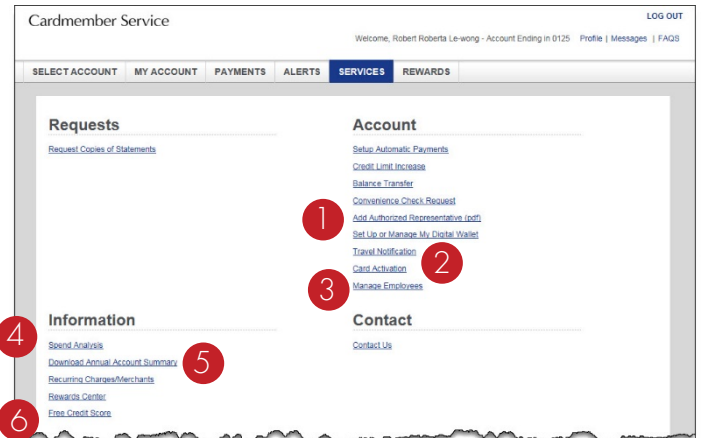 Cardmember Service
LOG OUT
Welcome, Robert Roberta Le-wong - Account Ending in 0125 Profile | Messages | FAQS
SELECT ACCOUNT MY ACCOUNT PAYMENTS ALERTS SERVICES REWARDS
Requests
Request Copies of Statements
Account
Setup Automatic Payments
Credit Limit Increase
Balance Transfer
Convenience Check Request
1 Add Authorized Representative (pdf)
Set Up or Manage My Digital Wallet
Travel Notification 2
Card Activation
3 Manage Employees
Information
4 Spend Analysis
Download Annual Account Summary 5
Recurring Charges/Merchants
Rewards Center
6 Free Credit Score
Contact
Contact Us